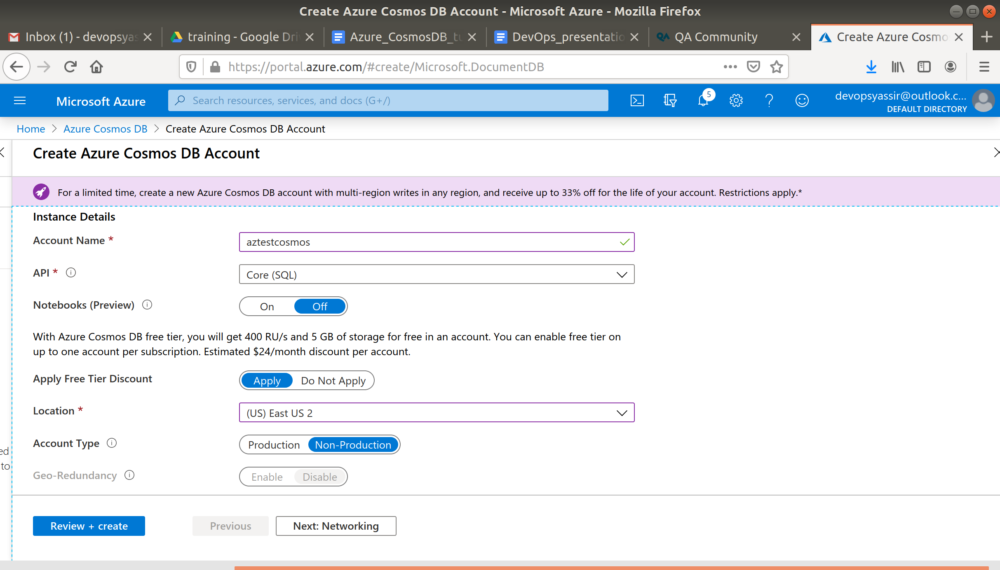 Create Azure Cosmos DB Account - Microsoft Azure - Mozilla Firefox
Inbox (1) - devopsyas
training - Google Dri
Azure_CosmosDB_tu
DevOps_presentatio
QA QA Community
Create Azure Cosmo
https://portal.azure.com/#create/Microsoft.DocumentDB
Microsoft Azure
Search resources, services, and docs (G+/)
5
devopsyassir@outlook.c...
DEFAULT DIRECTORY
Home > Azure Cosmos DB > Create Azure Cosmos DB Account
Create Azure Cosmos DB Account
For a limited time, create a new Azure Cosmos DB account with multi-region writes in any region, and receive up to 33% off for the life of your account. Restrictions apply.*
Instance Details
Account Name *
aztestcosmos
API *
Core (SQL)
Notebooks (Preview)
On Off
With Azure Cosmos DB free tier, you will get 400 RU/s and 5 GB of storage for free in an account. You can enable free tier on
up to one account per subscription. Estimated $24/month discount per account.
Apply Free Tier Discount
Apply Do Not Apply
Location *
(US) East US 2
Account Type
Production Non-Production
ed
to
Geo-Redundancy
Enable Disable
Review + create
Previous
Next: Networking